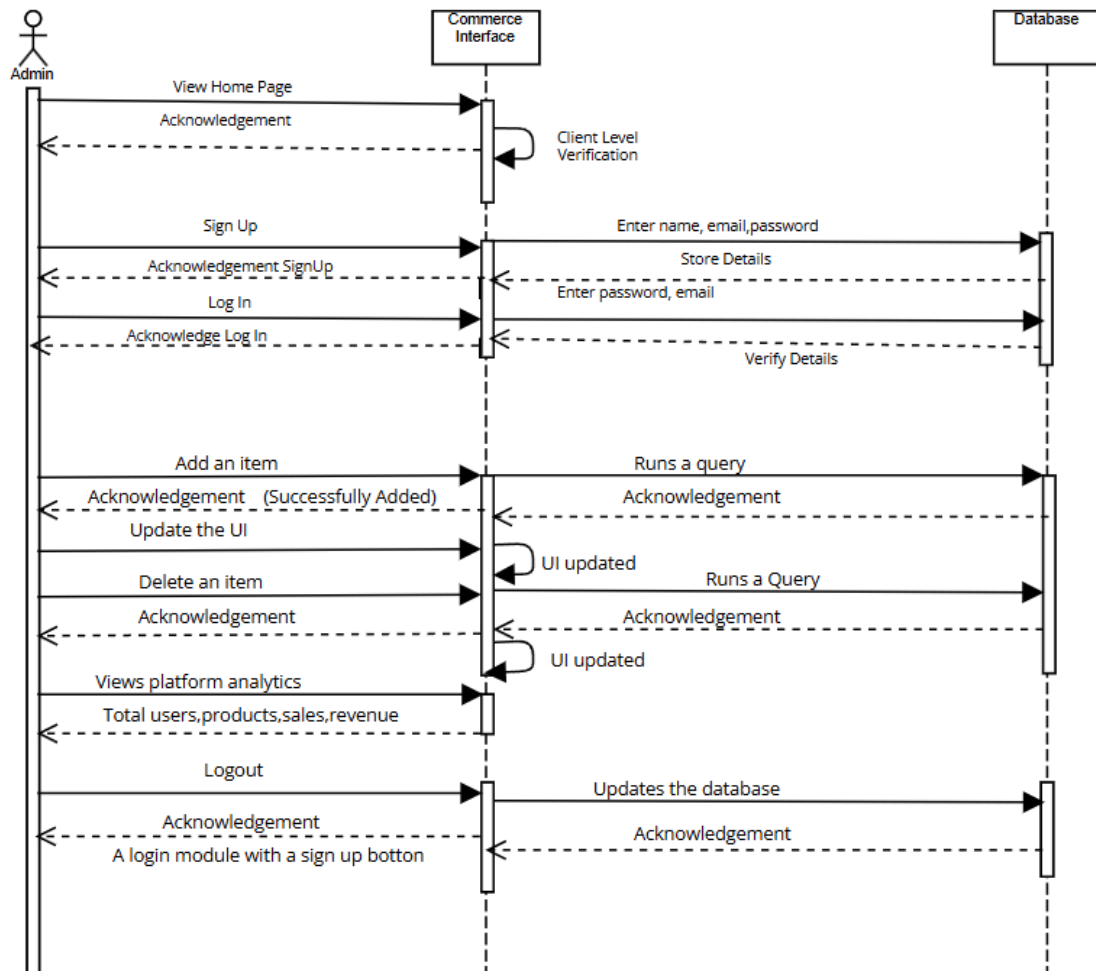 Commerce
Interface
Database
Admin
View Home Page
Acknowledgement
Client Level
Verification
Sign Up
Enter name, email,password
Acknowledgement SignUp
Store Details
Enter password, email
Log In
Acknowledge Log In
Verify Details
Add an item
Runs a query
Acknowledgement (Successfully Added)
Acknowledgement
Update the UI
UI updated
Delete an item
Runs a Query
Acknowledgement
Acknowledgement
UI updated
Views platform analytics
Total users,products,sales,revenue
Logout
Updates the database
Acknowledgement
Acknowledgement
A login module with a sign up botton